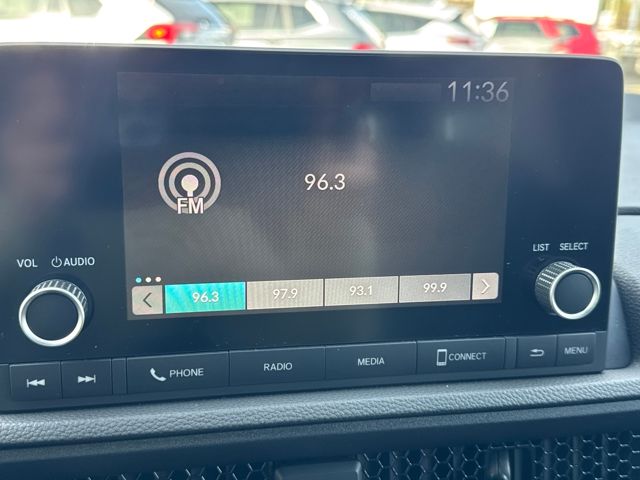 11:36
96.3
FM
VOL AUDIO
LIST SELECT
96.3 97.9 93.1 99.9
PHONE RADIO MEDIA CONNECT MENU